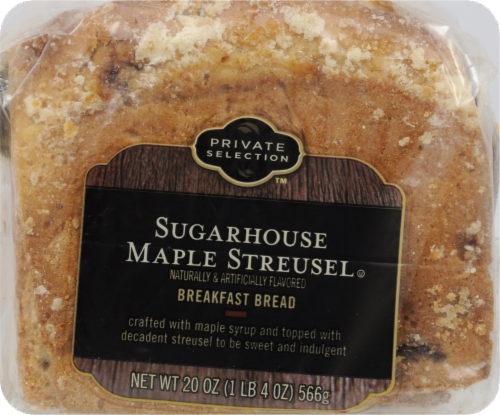 PRIVATE
SELECTION
TM
SUGARHOUSE
MAPLE STREUSEL
NATURALLY & ARTIFICIALLY FLAVORED
BREAKFAST BREAD
crafted with maple syrup and topped with
decadent streusel to be sweet and indulgent
NET WT 20 OZ (1 LB 4 OZ) 566g